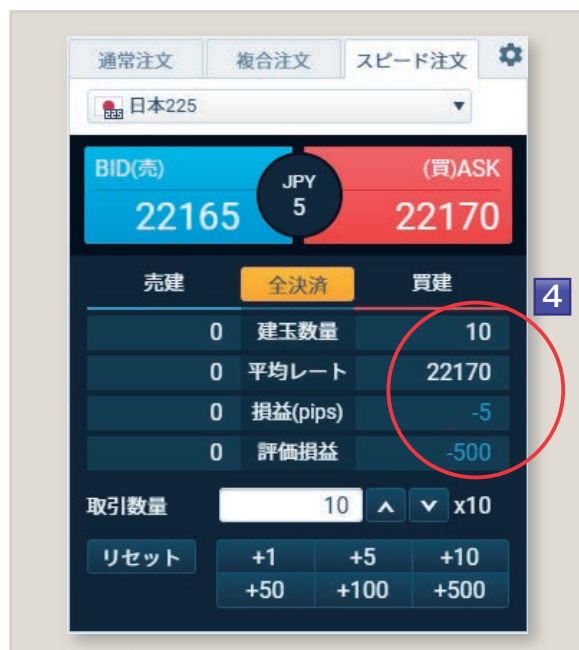 通常注文 複合注文 スピード注文
225 日本225
BID(売) JPY (買)ASK
22165 5 22170
売建 全決済 買建
4
0 建玉数量 10
0 平均レート 22170
0 損益(pips) -5
0 評価損益 -500
取引数量 10 x10
リセット +1 +5 +10
+50 +100 +500